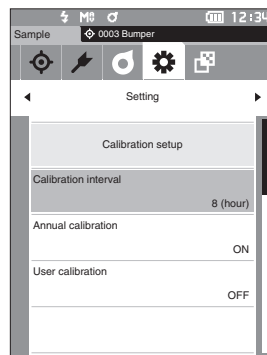 M 12:34
Sample 0003 Bumper
Setting
Calibration setup
Calibration interval
8 (hour)
Annual calibration
ON
User calibration
OFF